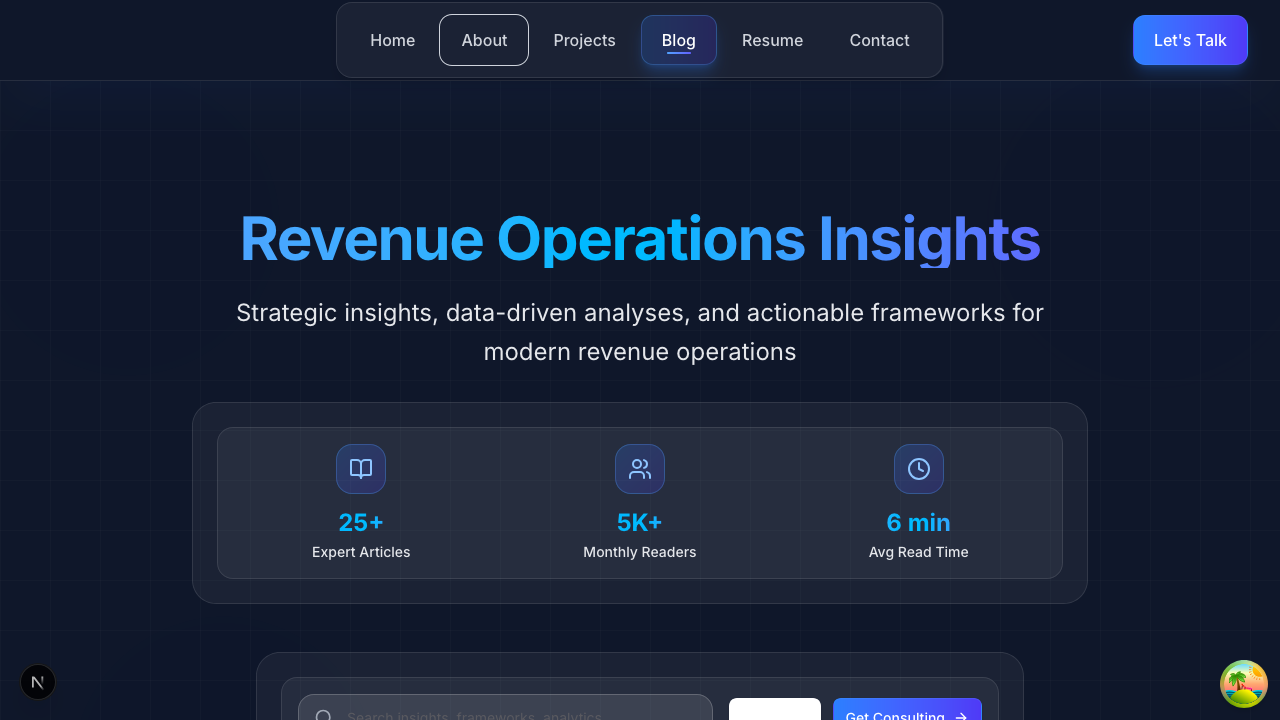 Home
About
Projects
Blog
Resume
Contact
Let's Talk
Revenue Operations Insights
Strategic insights, data-driven analyses, and actionable frameworks for
modern revenue operations
25+
Expert Articles
5K+
Monthly Readers
6 min
Avg Read Time
Search insights, frameworks, analytics...
Get Consulting
N